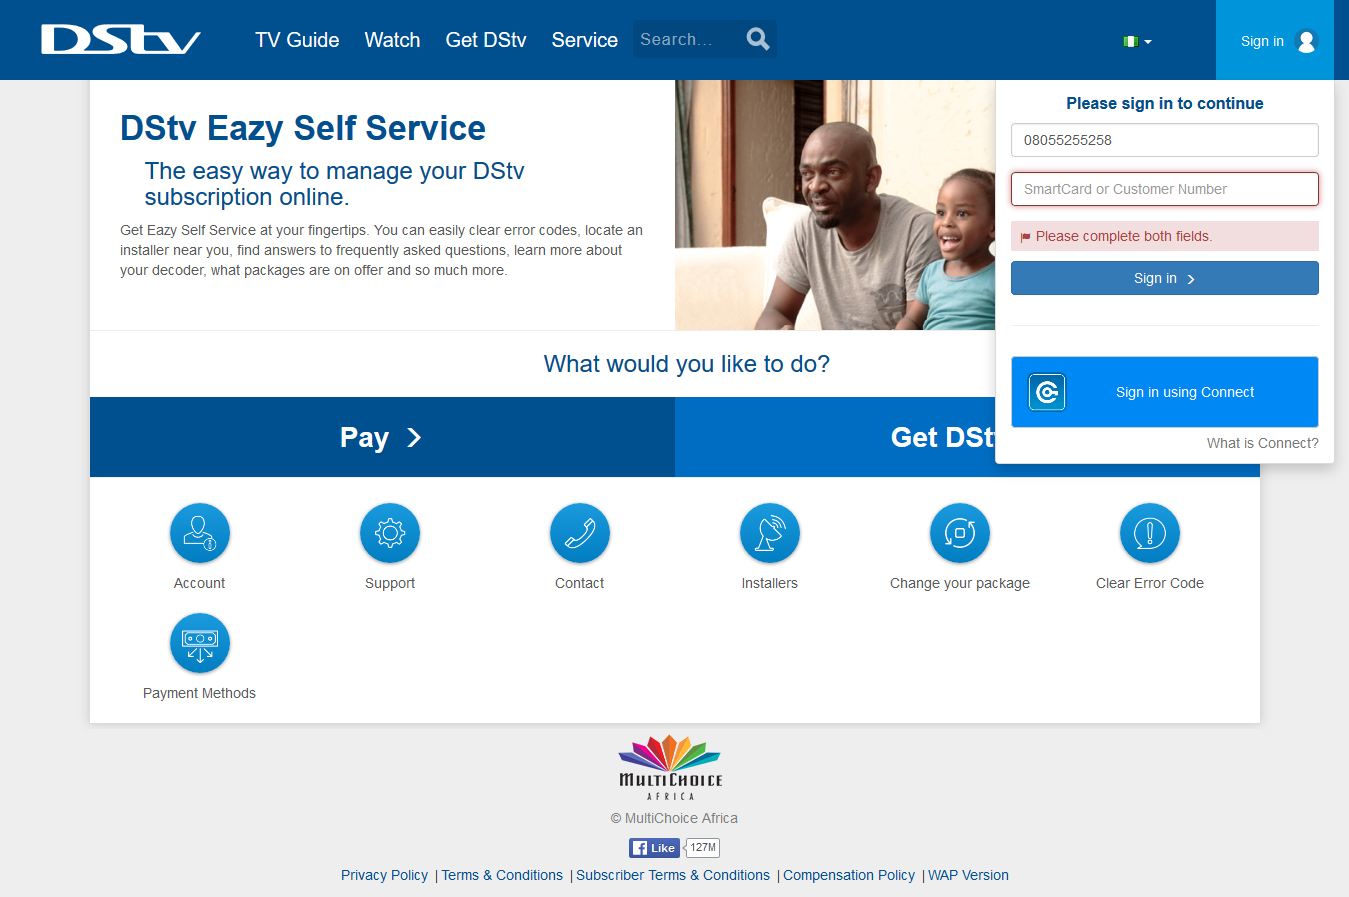 DStv
TV Guide
Watch
Get DStv
Service
Search...
Sign in
Please sign in to continue
08055255258
SmartCard or Customer Number
Please complete both fields.
Sign in
Sign in using Connect
What is Connect?
DStv Eazy Self Service
The easy way to manage your DStv
subscription online.
Get Eazy Self Service at your fingertips. You can easily clear error codes, locate an
installer near you, find answers to frequently asked questions, learn more about
your decoder, what packages are on offer and so much more.
What would you like to do?
Pay
Get DSt
Account
Support
Contact
Installers
Change your package
Clear Error Code
Payment Methods
MULTICHOICE
AFRICA
© MultiChoice Africa
Like
127M
Privacy Policy | Terms & Conditions | Subscriber Terms & Conditions | Compensation Policy | WAP Version